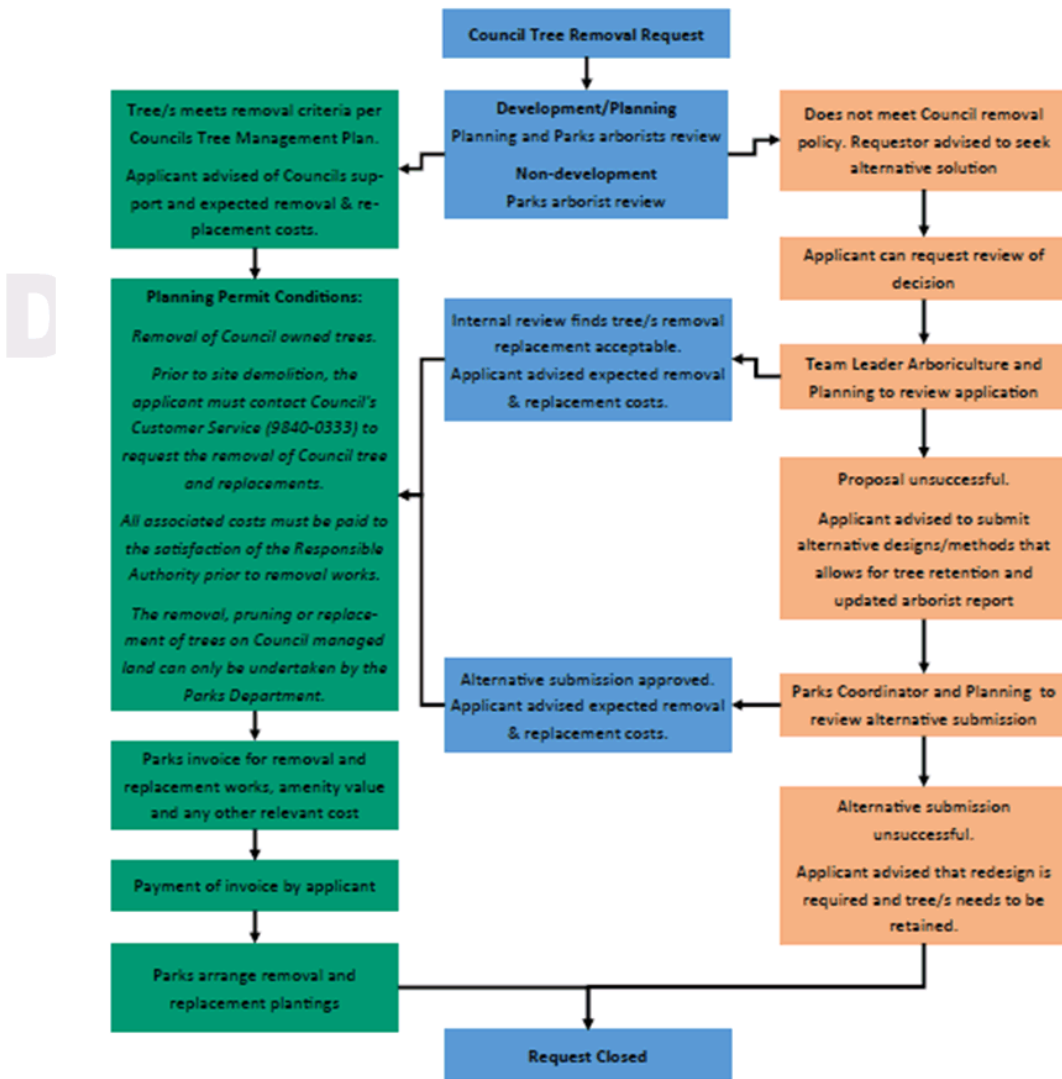 Council Tree Removal Request
Tree/s meets removal criteria per
Councils Tree Management Plan.
Applicant advised of Councils sup-
port and expected removal & re-
placement costs.
Development/Planning
Planning and Parks arborists review
Non-development
Parks arborist review
Does not meet Council removal
policy. Requestor advised to seek
alternative solution
Applicant can request review of
decision
D
Planning Permit Conditions:
Removal of Council owned trees.
Prior to site demolition, the
applicant must contact Council's
Customer Service (9840-0333) to
request the removal of Council tree
and replacements.
All associated costs must be paid to
the satisfaction of the Responsible
Authority prior to removal works.
The removal, pruning or replace-
ment of trees on Council managed
land can only be undertaken by the
Parks Department.
Internal review finds tree/s removal
replacement acceptable.
Applicant advised expected removal
& replacement costs.
Team Leader Arboriculture and
Planning to review application
Proposal unsuccessful.
Applicant advised to submit
alternative designs/methods that
allows for tree retention and
updated arborist report
Alternative submission approved.
Applicant advised expected removal
& replacement costs.
Parks Coordinator and Planning to
review alternative submission
Parks invoice for removal and
replacement works, amenity value
and any other relevant cost
Alternative submission
unsuccessful.
Applicant advised that redesign is
required and tree/s needs to be
retained.
Payment of invoice by applicant
Parks arrange removal and
replacement plantings
Request Closed